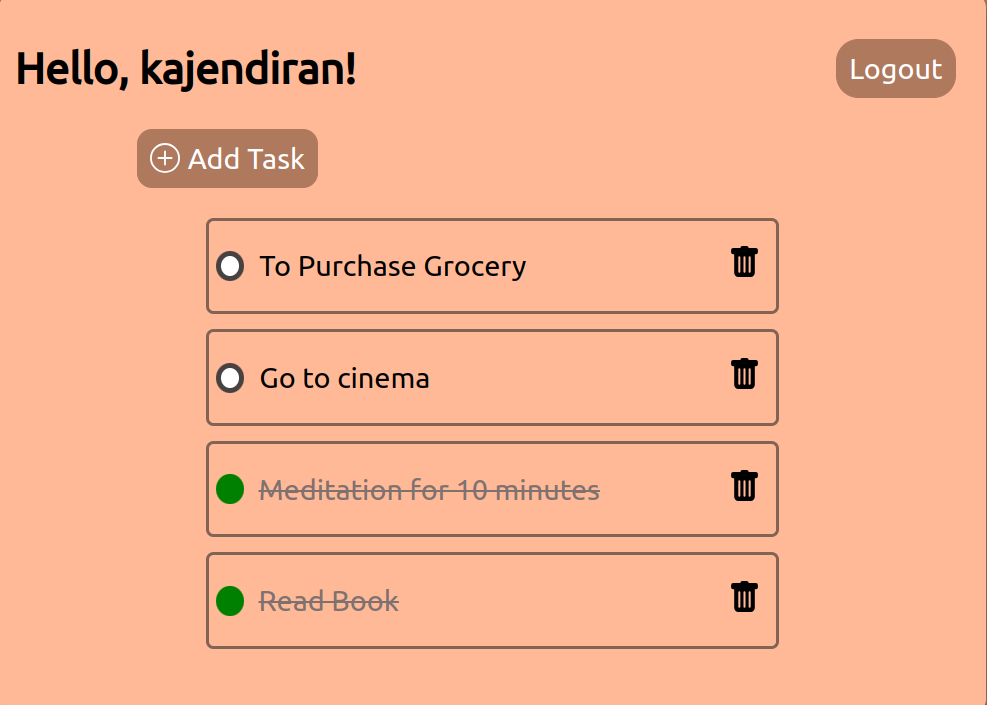 Hello, kajendiran!
Logout
Add Task
To Purchase Grocery
Go to cinema
Meditation for 10 minutes
Read Book